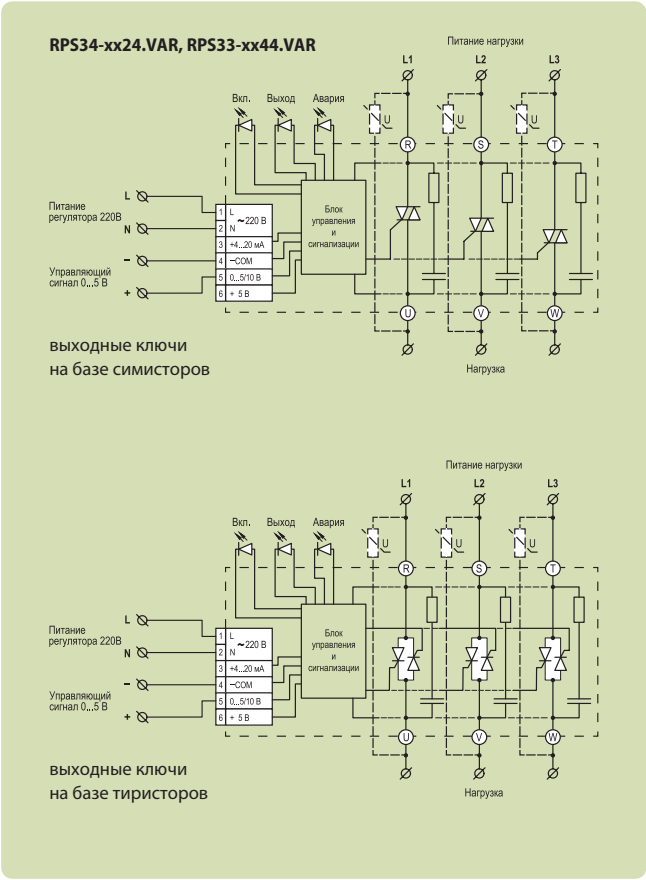 RPS34-xx24.VAR, RPS33-xx44.VAR
Питание нагрузки
L1 L2 L3
Вкл. Выход Авария
U U U
R S T
L
Питание
регулятора 220В
N
–
Управляющий
сигнал 0...5 В
+
1 L
~220 В
2 N
3 +4...20 мА
4 –COM
5 0...5/10 В
6 + 5 В
Блок
управления
и
сигнализации
U V W
Нагрузка
выходные ключи
на базе симисторов
Питание нагрузки
L1 L2 L3
Вкл. Выход Авария
U U U
R S T
L
Питание
регулятора 220В
N
–
Управляющий
сигнал 0...5 В
+
1 L
~220 В
2 N
3 +4...20 мА
4 –COM
5 0...5/10 В
6 + 5 В
Блок
управления
и
сигнализации
U V W
Нагрузка
выходные ключи
на базе тиристоров